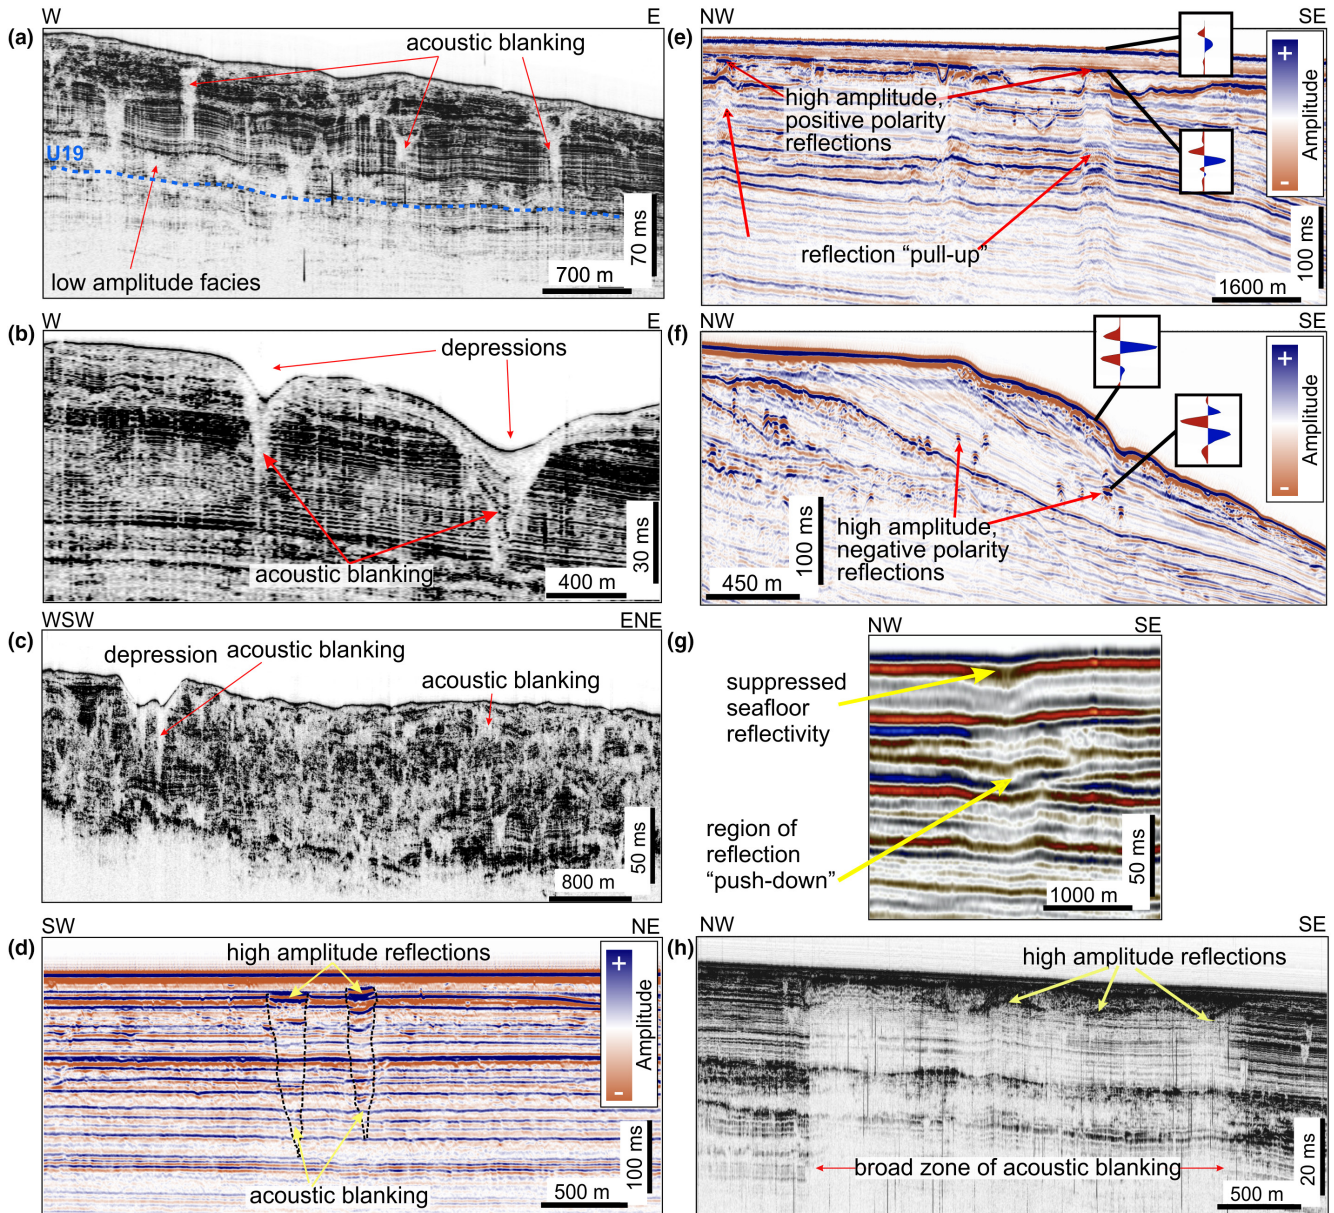 (a)
W
E
acoustic blanking
U19
low amplitude facies
700 m
70 ms
(b)
W
E
depressions
acoustic blanking
400 m
30 ms
(c)
WSW
ENE
depression
acoustic blanking
acoustic blanking
800 m
50 ms
(d)
SW
NE
high amplitude reflections
acoustic blanking
+
Amplitude
-
500 m
100 ms
(e)
NW
SE
high amplitude,
positive polarity
reflections
reflection “pull-up”
+
Amplitude
-
1600 m
100 ms
(f)
NW
SE
high amplitude,
negative polarity
reflections
+
Amplitude
-
450 m
100 ms
(g)
NW
SE
suppressed
seafloor
reflectivity
region of
reflection
“push-down”
1000 m
50 ms
(h)
NW
SE
high amplitude reflections
broad zone of acoustic blanking
500 m
20 ms